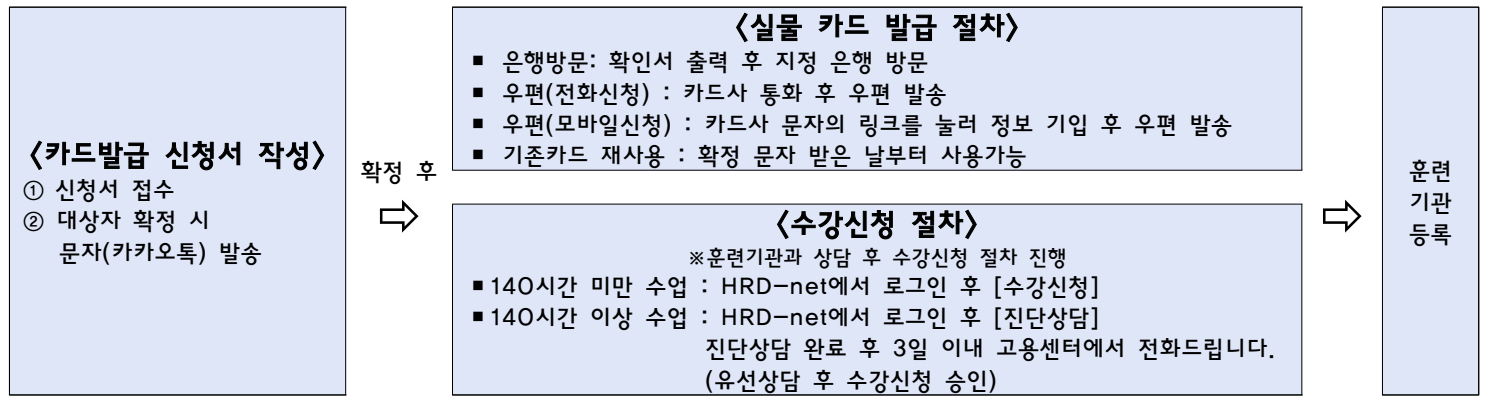 〈카드발급 신청서 작성〉
① 신청서 접수
② 대상자 확정 시
문자(카카오톡) 발송
확정 후
⇨
〈실물 카드 발급 절차〉
▪ 은행방문: 확인서 출력 후 지정 은행 방문
▪ 우편(전화신청) : 카드사 통화 후 우편 발송
▪ 우편(모바일신청) : 카드사 문자의 링크를 눌러 정보 기입 후 우편 발송
▪ 기존카드 재사용 : 확정 문자 받은 날부터 사용가능
〈수강신청 절차〉
※훈련기관과 상담 후 수강신청 절차 진행
▪140시간 미만 수업 : HRD-net에서 로그인 후 [수강신청]
▪140시간 이상 수업 : HRD-net에서 로그인 후 [진단상담]
진단상담 완료 후 3일 이내 고용센터에서 전화드립니다.
(유선상담 후 수강신청 승인)
⇨
훈련
기관
등록